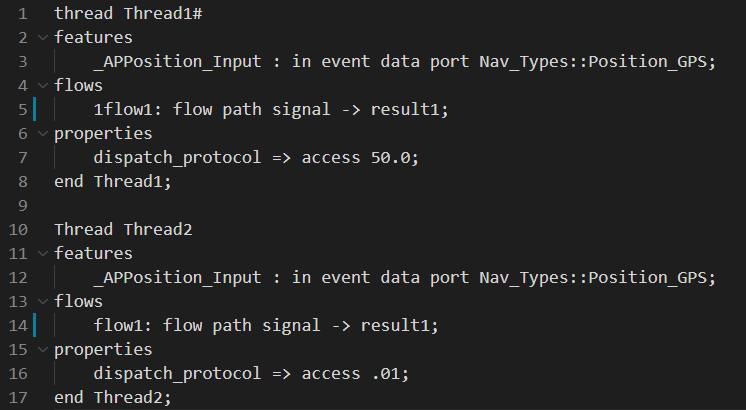 1 thread Thread1#
2 features
3 _APPosition_Input : in event data port Nav_Types::Position_GPS;
4 flows
5 1flow1: flow path signal -> result1;
6 properties
7 dispatch_protocol => access 50.0;
8 end Thread1;
9
10 Thread Thread2
11 features
12 _APPosition_Input : in event data port Nav_Types::Position_GPS;
13 flows
14 flow1: flow path signal -> result1;
15 properties
16 dispatch_protocol => access .01;
17 end Thread2;